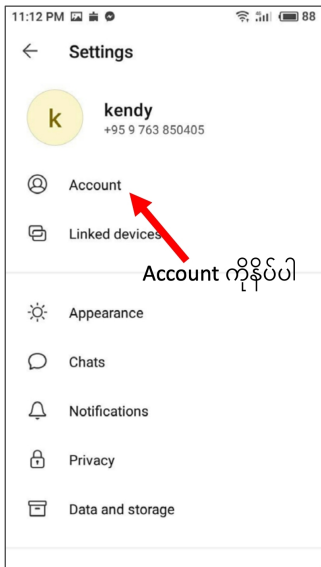 11:12 PM 88
Settings
k
kendy
+95 9 763 850405
Account
Linked devices
Account ကိုနိပ်ပါ
Appearance
Chats
Notifications
Privacy
Data and storage